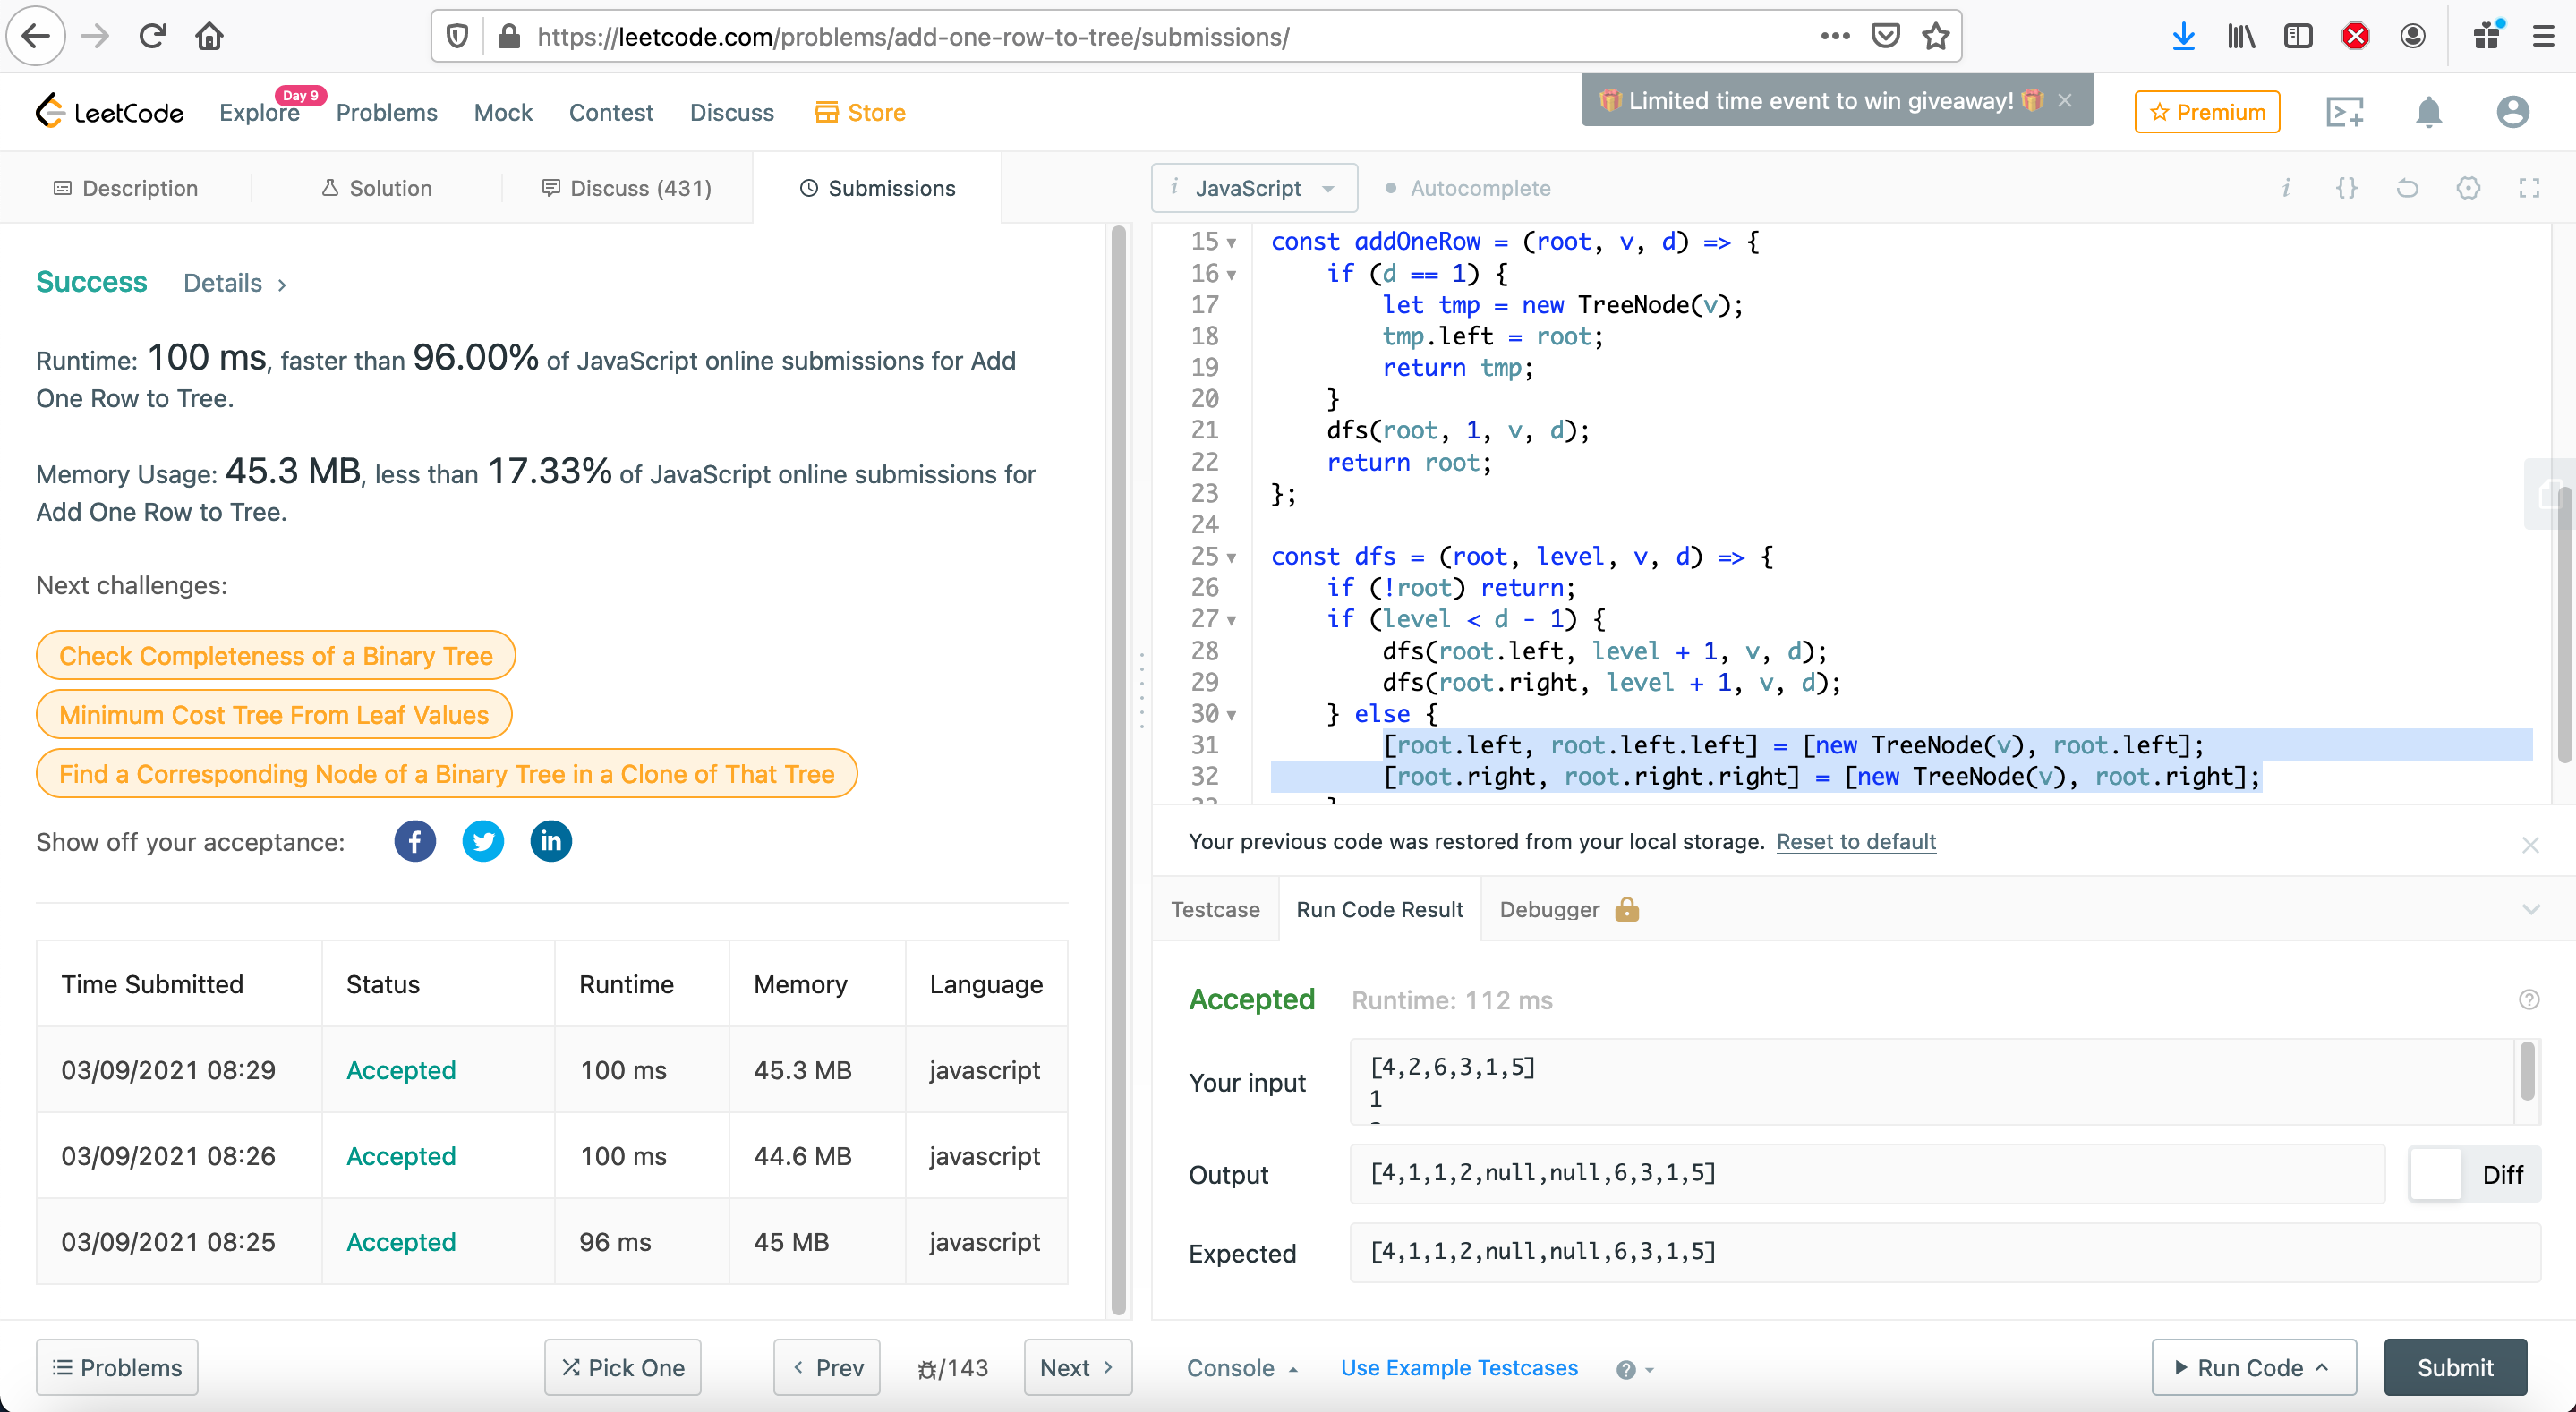 https://leetcode.com/problems/add-one-row-to-tree/submissions/
LeetCode
Explore
Day 9
Problems
Mock
Contest
Discuss
Store
Limited time event to win giveaway!
Premium
Description
Solution
Discuss (431)
Submissions
Success
Details
Runtime: 100 ms, faster than 96.00% of JavaScript online submissions for Add
One Row to Tree.
Memory Usage: 45.3 MB, less than 17.33% of JavaScript online submissions for
Add One Row to Tree.
Next challenges:
Check Completeness of a Binary Tree
Minimum Cost Tree From Leaf Values
Find a Corresponding Node of a Binary Tree in a Clone of That Tree
Show off your acceptance:
Time Submitted Status Runtime Memory Language
03/09/2021 08:29 Accepted 100 ms 45.3 MB javascript
03/09/2021 08:26 Accepted 100 ms 44.6 MB javascript
03/09/2021 08:25 Accepted 96 ms 45 MB javascript
Problems
Pick One
Prev
/143
Next
i JavaScript
Autocomplete
15 const addOneRow = (root, v, d) => {
16 if (d == 1) {
17 let tmp = new TreeNode(v);
18 tmp.left = root;
19 return tmp;
20 }
21 dfs(root, 1, v, d);
22 return root;
23 };
24
25 const dfs = (root, level, v, d) => {
26 if (!root) return;
27 if (level < d - 1) {
28 dfs(root.left, level + 1, v, d);
29 dfs(root.right, level + 1, v, d);
30 } else {
31 [root.left, root.left.left] = [new TreeNode(v), root.left];
32 [root.right, root.right.right] = [new TreeNode(v), root.right];
Your previous code was restored from your local storage. Reset to default
Testcase
Run Code Result
Debugger
Accepted
Runtime: 112 ms
Your input
[4,2,6,3,1,5]
1
Output
[4,1,1,2,null,null,6,3,1,5]
Diff
Expected
[4,1,1,2,null,null,6,3,1,5]
Console
Use Example Testcases
Run Code
Submit